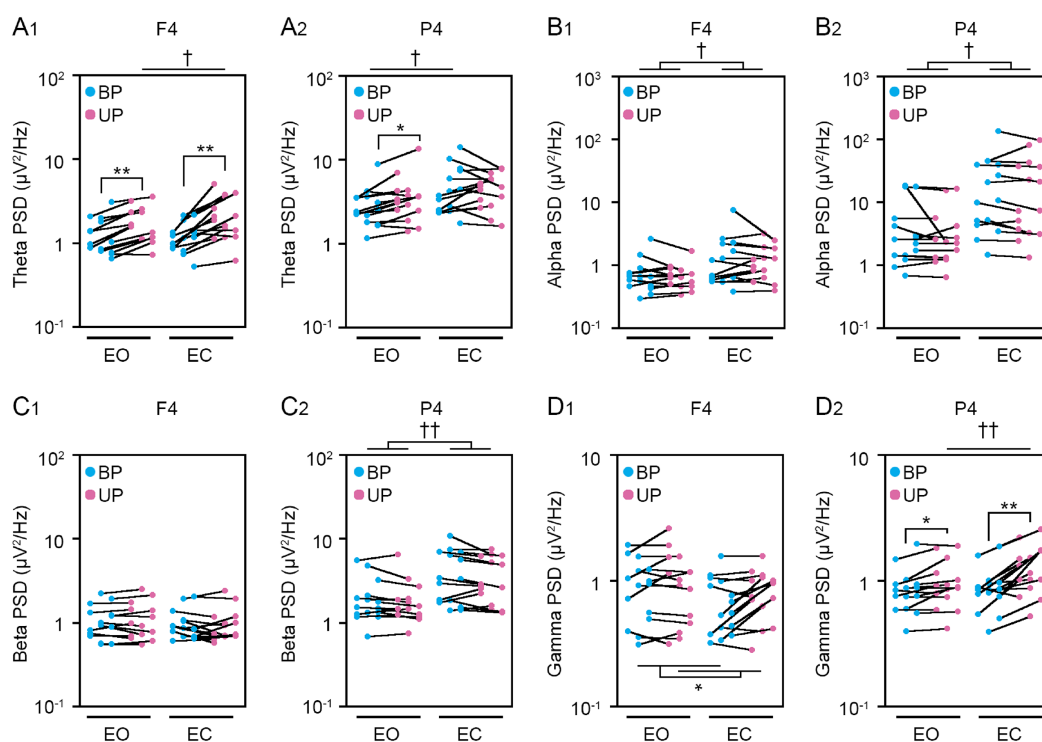 A1 F4
†
Theta PSD (µV²/Hz)
10²
10
1
10⁻¹
BP
UP
**
**
EO
EC
A2 P4
†
Theta PSD (µV²/Hz)
10²
10
1
10⁻¹
BP
UP
*
EO
EC
B1 F4
†
Alpha PSD (µV²/Hz)
10³
10²
10
1
10⁻¹
BP
UP
EO
EC
B2 P4
†
Alpha PSD (µV²/Hz)
10³
10²
10
1
10⁻¹
BP
UP
EO
EC
C1 F4
Beta PSD (µV²/Hz)
10²
10
1
10⁻¹
BP
UP
EO
EC
C2 P4
††
Beta PSD (µV²/Hz)
10²
10
1
10⁻¹
BP
UP
EO
EC
D1 F4
Gamma PSD (µV²/Hz)
10
1
10⁻¹
BP
UP
*
EO
EC
D2 P4
††
Gamma PSD (µV²/Hz)
10
1
10⁻¹
BP
UP
*
**
EO
EC